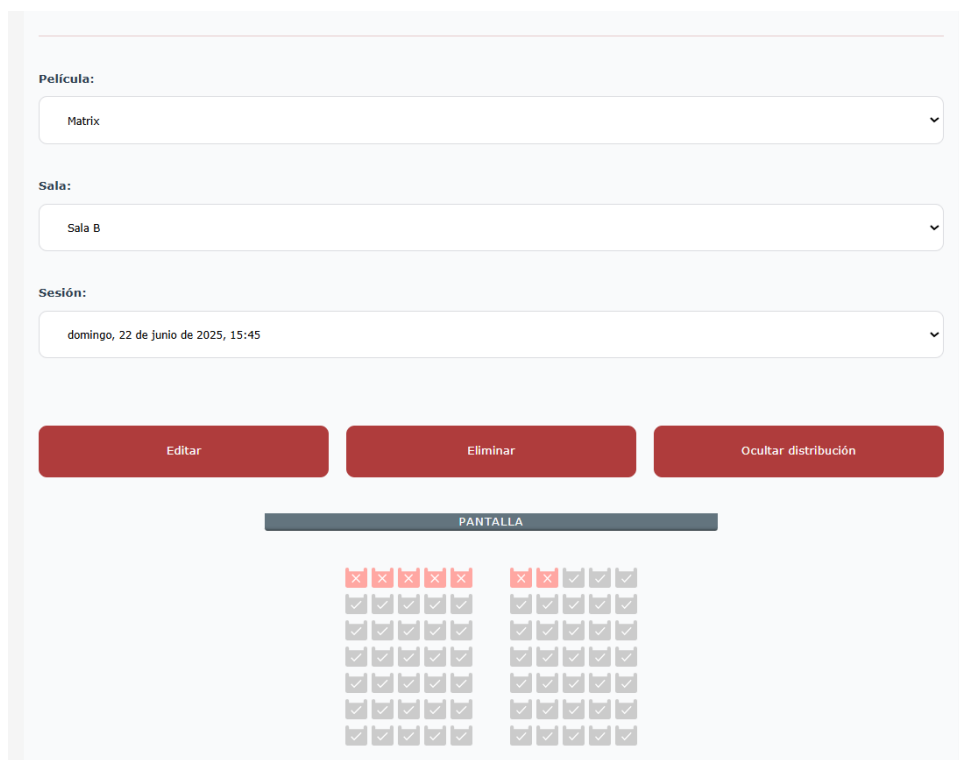 Película:
Matrix
Sala:
Sala B
Sesión:
domingo, 22 de junio de 2025, 15:45
Editar
Eliminar
Ocultar distribución
PANTALLA